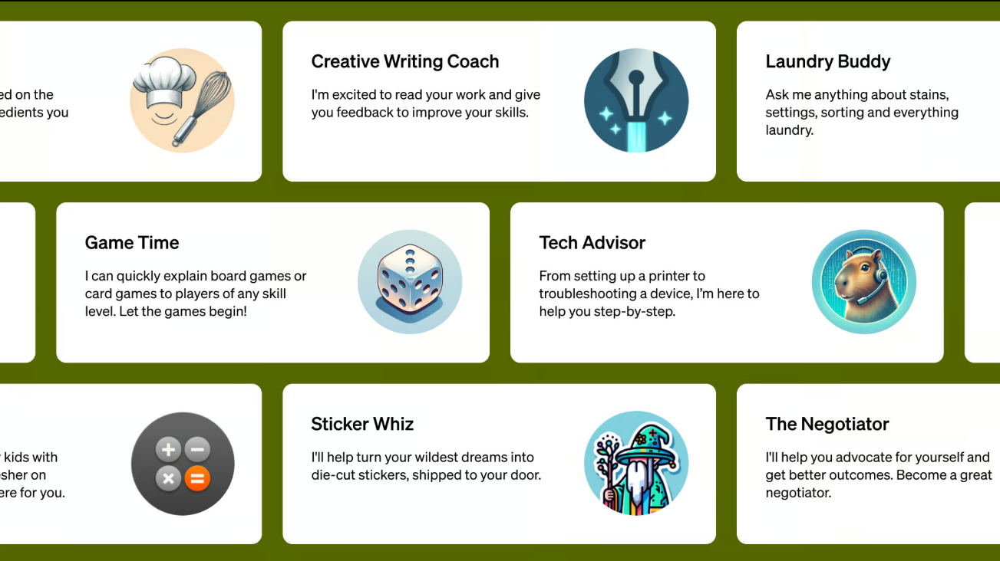 ed on the
edients you
Creative Writing Coach
I'm excited to read your work and give
you feedback to improve your skills.
Laundry Buddy
Ask me anything about stains,
settings, sorting and everything
laundry.
Game Time
I can quickly explain board games or
card games to players of any skill
level. Let the games begin!
Tech Advisor
From setting up a printer to
troubleshooting a device, I’m here to
help you step-by-step.
kids with
esher on
ere for you.
Sticker Whiz
I'll help turn your wildest dreams into
die-cut stickers, shipped to your door.
The Negotiator
I'll help you advocate for yourself and
get better outcomes. Become a great
negotiator.